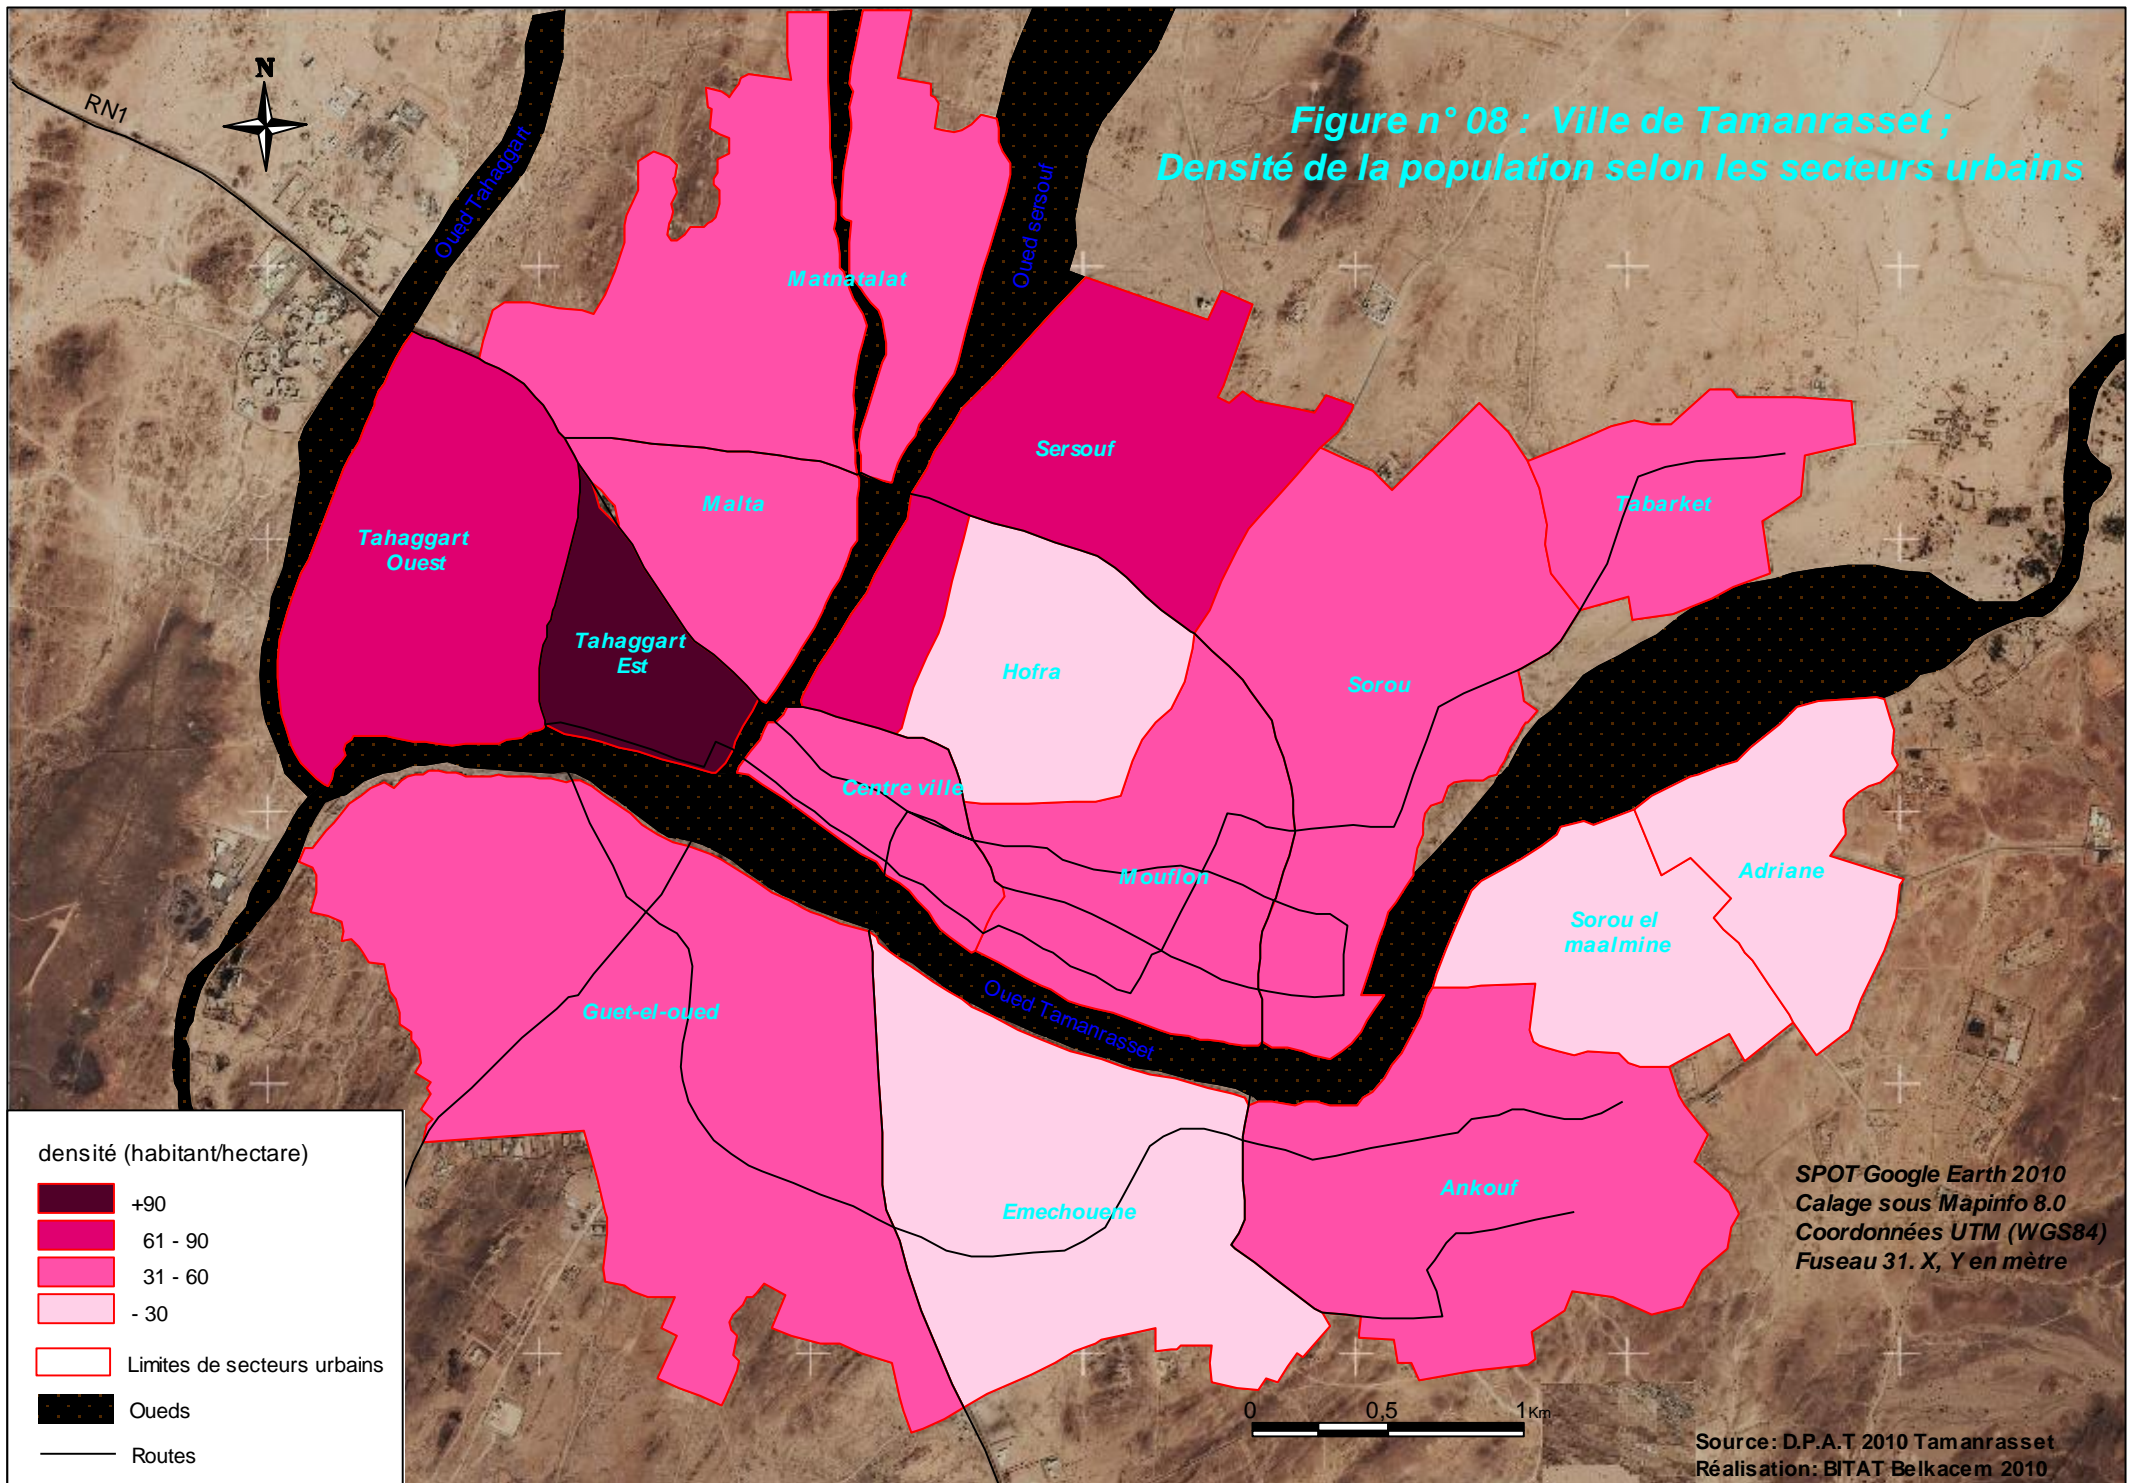 Figure n° 08 : Ville de Tamanrasset ;
Densité de la population selon les secteurs urbains
N
RN1
Oued Tahaggart
Oued sersouf
Matnatalat
Sersouf
Malta
Tabarket
Tahaggart
Ouest
Tahaggart
Est
Hofra
Sorou
Centre ville
Mouflon
Adriane
Sorou el
maalmine
Guet-el-oued
Oued Tamanrasset
Emechouene
Ankouf
densité (habitant/hectare)
+90
61 - 90
31 - 60
- 30
Limites de secteurs urbains
Oueds
Routes
SPOT Google Earth 2010
Calage sous Mapinfo 8.0
Coordonnées UTM (WGS84)
Fuseau 31. X, Y en mètre
0 0,5 1Km
Source: D.P.A.T 2010 Tamanrasset
Réalisation: BITAT Belkacem 2010